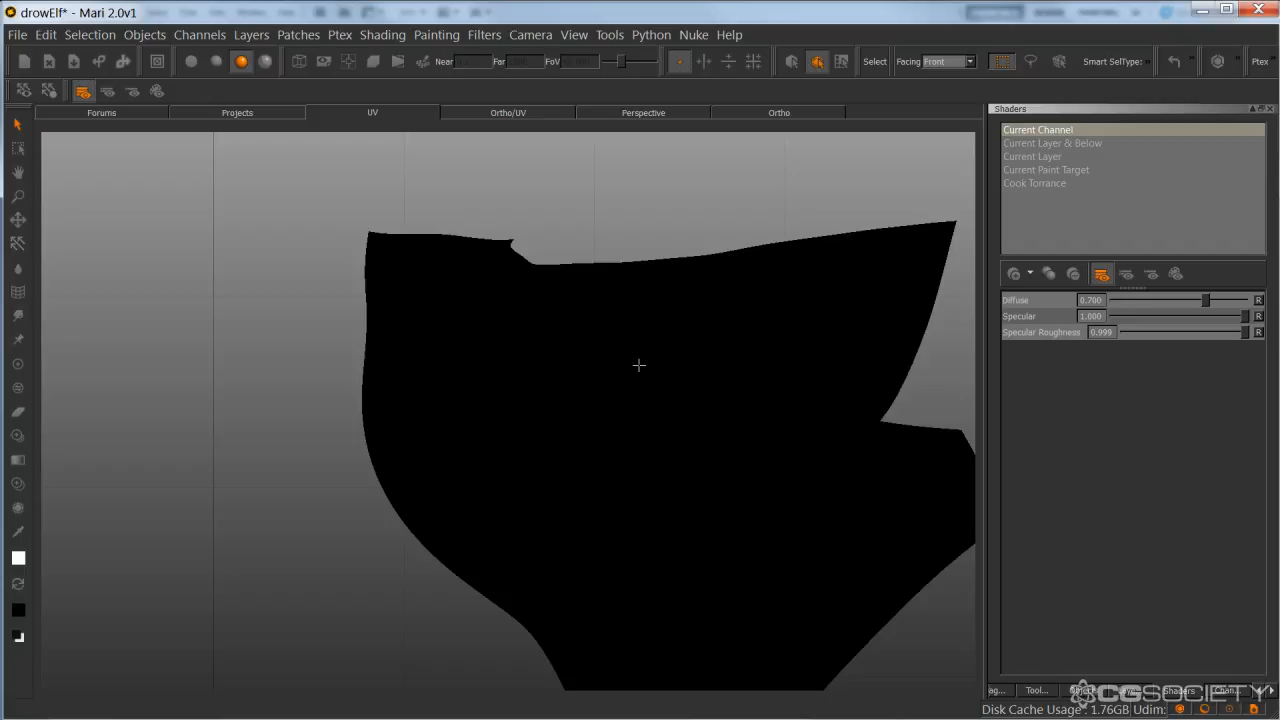 drowElf* - Mari 2.0v1
File Edit Selection Objects Channels Layers Patches Ptex Shading Painting Filters Camera View Tools Python Nuke Help
Near Far FoV Select Facing Front Smart SelType: Ptex
Forums Projects UV Ortho/UV Perspective Ortho
Shaders
Current Channel
Current Layer & Below
Current Layer
Current Paint Target
Cook Torrance
Diffuse 0.700 R
Specular 1.000 R
Specular Roughness 0.999 R
Tool... Shaders Chan...
CGSOCIETY
Disk Cache Usage : 1.76GB Udim: